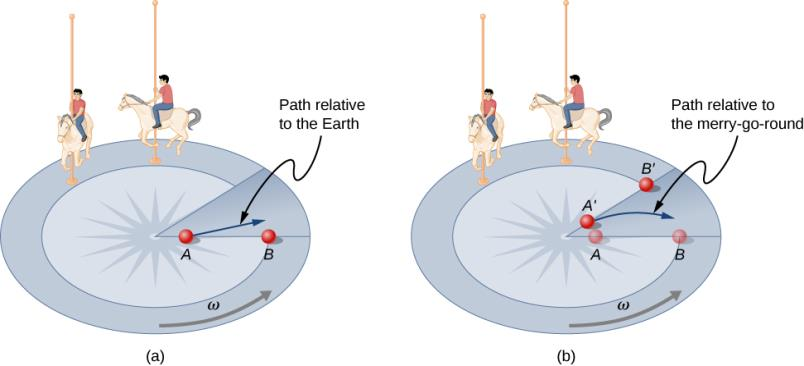 Path relative
to the Earth
A
B
ω
(a)
Path relative to
the merry-go-round
B'
A'
A
B
ω
(b)